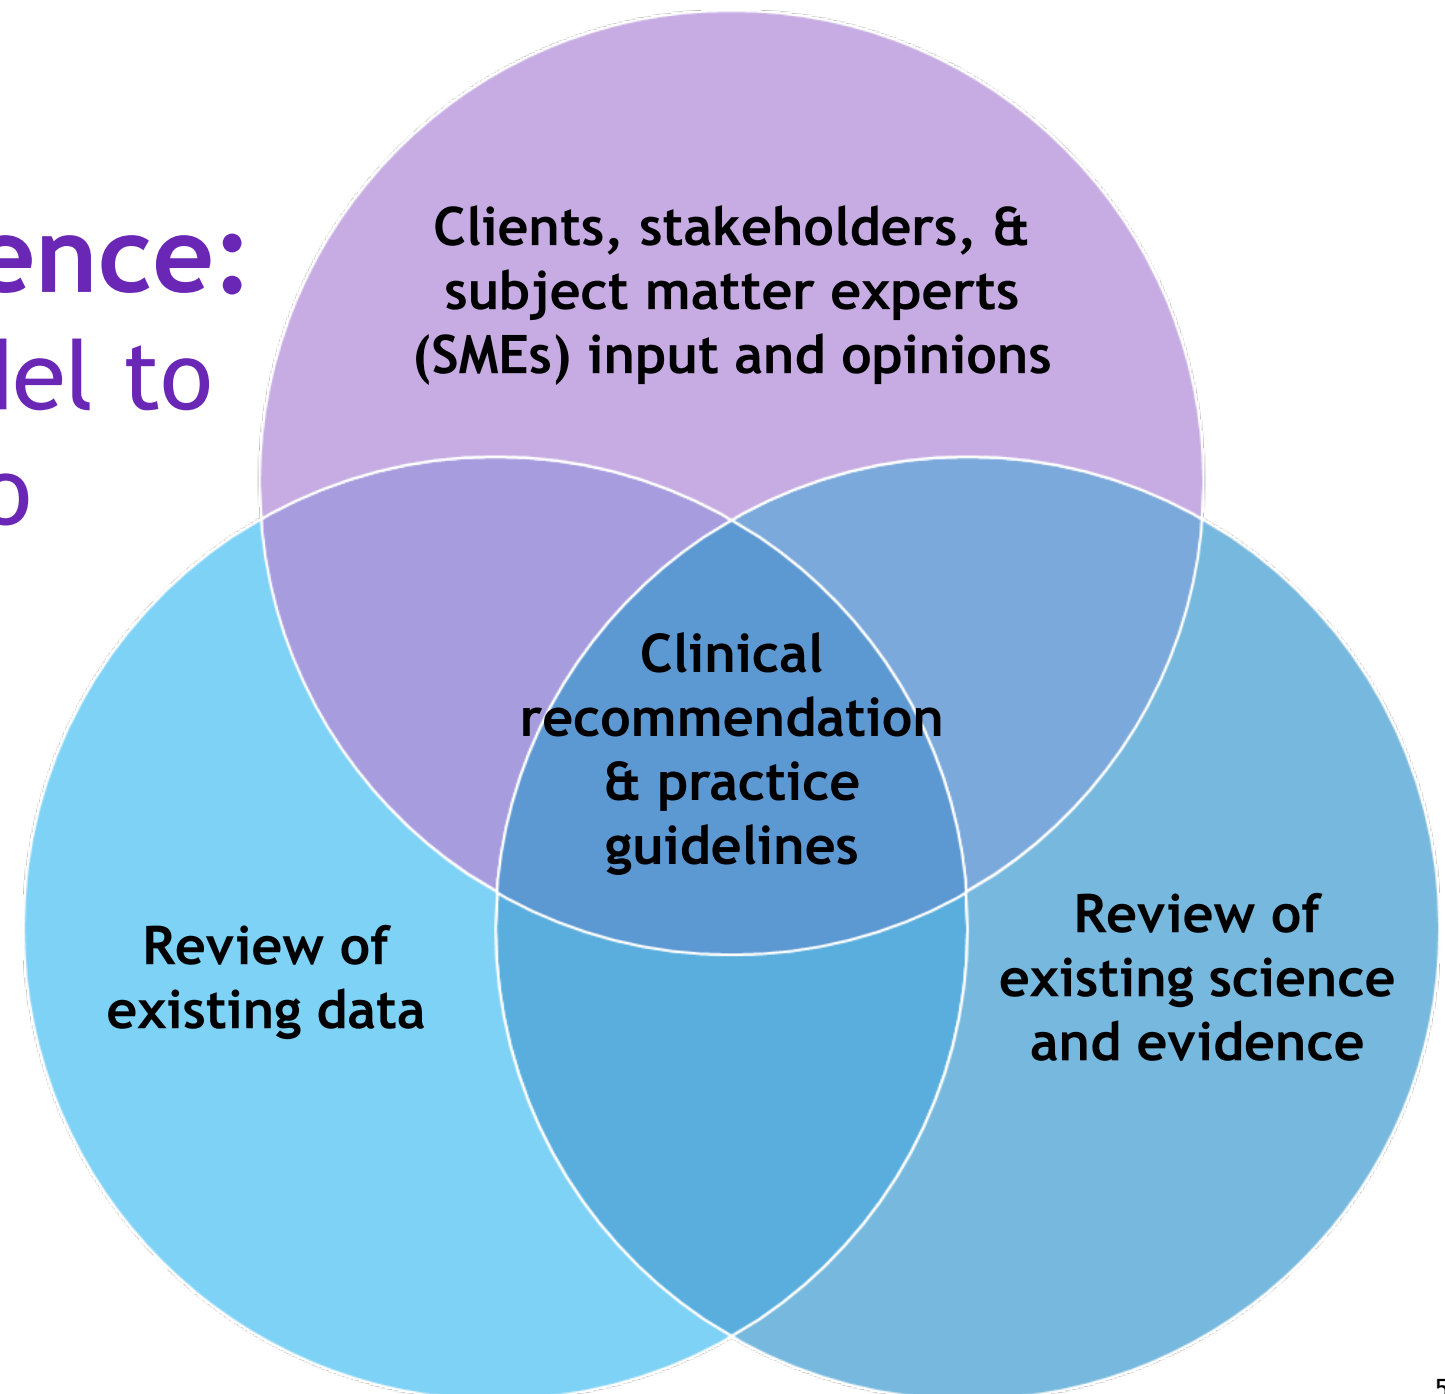 ence:
del to
o
Clients, stakeholders, &
subject matter experts
(SMEs) input and opinions
Clinical
recommendation
& practice
guidelines
Review of
existing data
Review of
existing science
and evidence
5